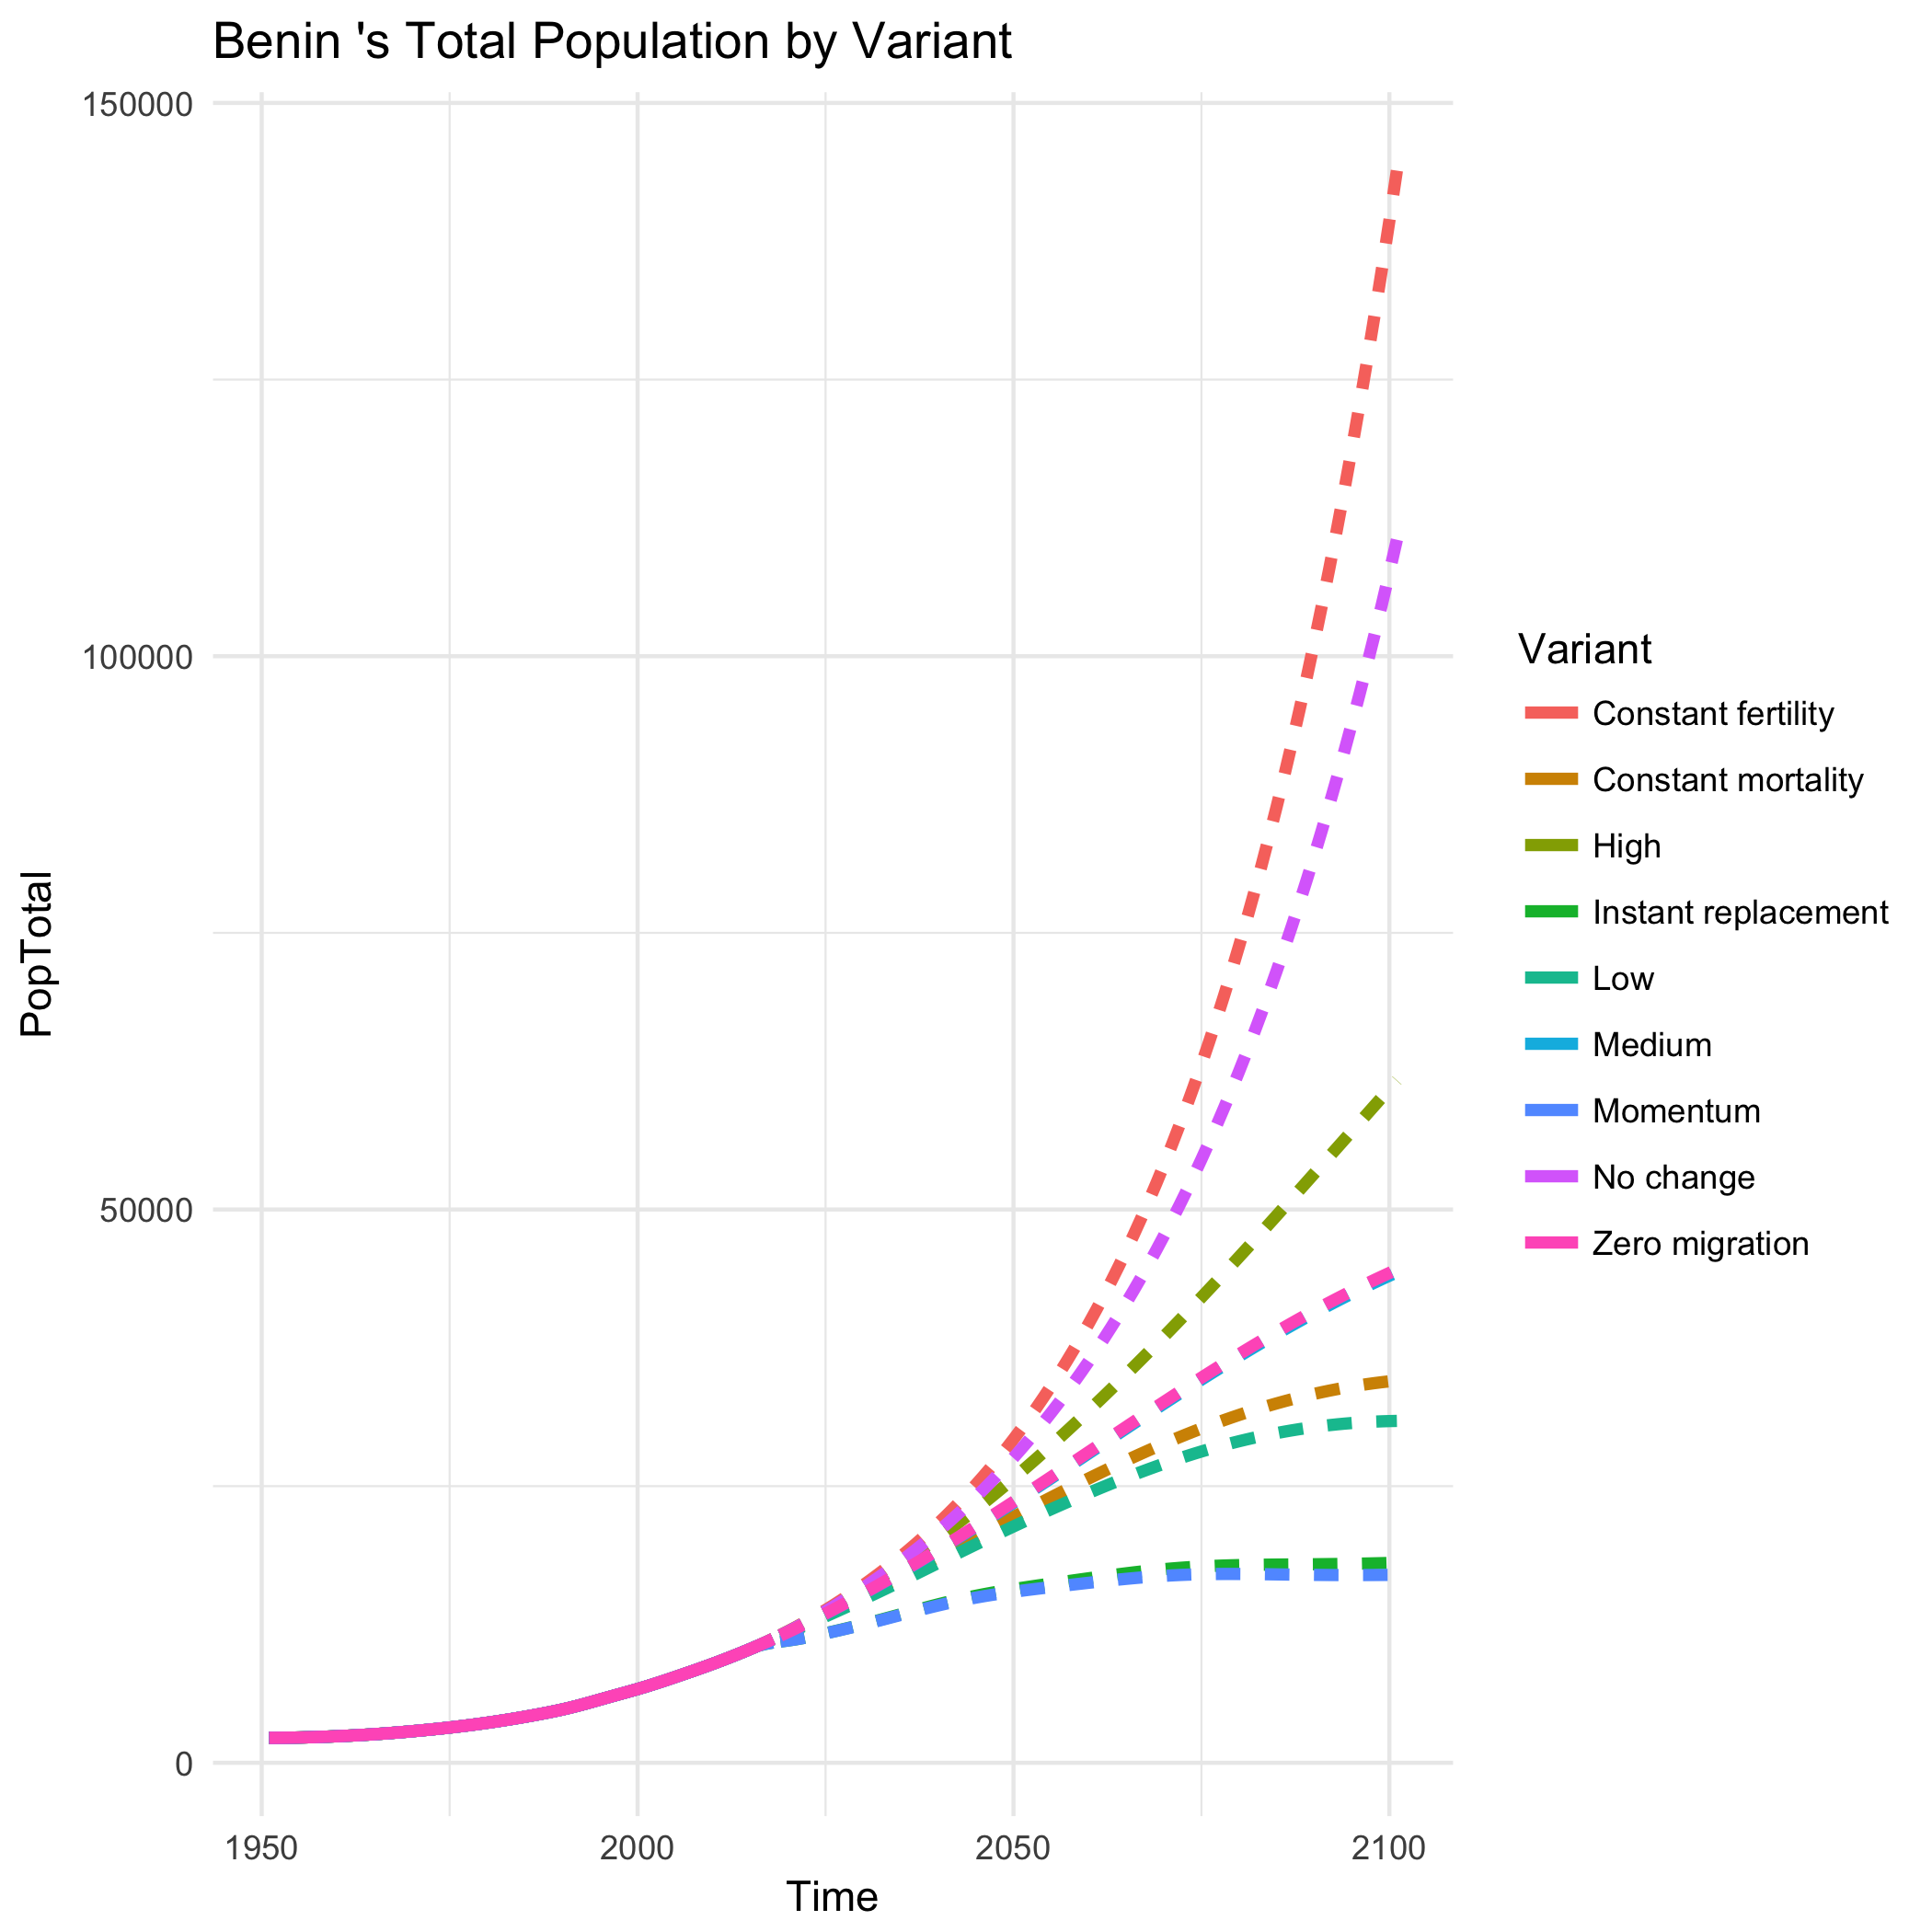 Benin 's Total Population by Variant
150000
100000
50000
0
PopTotal
1950
2000
2050
2100
Time
Variant
Constant fertility
Constant mortality
High
Instant replacement
Low
Medium
Momentum
No change
Zero migration